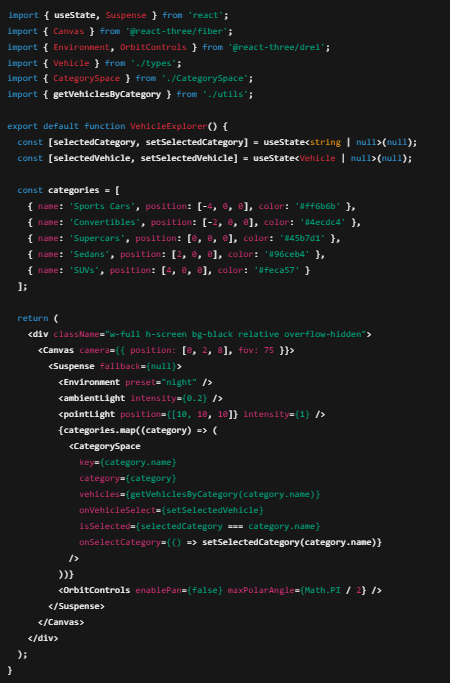 import { useState, Suspense } from 'react';
import { Canvas } from '@react-three/fiber';
import { Environment, OrbitControls } from '@react-three/drei';
import { Vehicle } from './types';
import { CategorySpace } from './CategorySpace';
import { getVehiclesByCategory } from './utils';

export default function VehicleExplorer() {
  const [selectedCategory, setSelectedCategory] = useState<string | null>(null);
  const [selectedVehicle, setSelectedVehicle] = useState<Vehicle | null>(null);

  const categories = [
    { name: 'Sports Cars', position: [-4, 0, 0], color: '#ff6b6b' },
    { name: 'Convertibles', position: [-2, 0, 0], color: '#4ecdc4' },
    { name: 'Supercars', position: [0, 0, 0], color: '#45b7d1' },
    { name: 'Sedans', position: [2, 0, 0], color: '#96ceb4' },
    { name: 'SUVs', position: [4, 0, 0], color: '#feca57' }
  ];

  return (
    <div className="w-full h-screen bg-black relative overflow-hidden">
      <Canvas camera={{ position: [0, 2, 8], fov: 75 }}>
        <Suspense fallback={null}>
          <Environment preset="night" />
          <ambientLight intensity={0.2} />
          <pointLight position={[10, 10, 10]} intensity={1} />
          {categories.map((category) => (
            <CategorySpace
              key={category.name}
              category={category}
              vehicles={getVehiclesByCategory(category.name)}
              onVehicleSelect={setSelectedVehicle}
              isSelected={selectedCategory === category.name}
              onSelectCategory={() => setSelectedCategory(category.name)}
            />
          ))}
          <OrbitControls enablePan={false} maxPolarAngle={Math.PI / 2} />
        </Suspense>
      </Canvas>
    </div>
  );
}